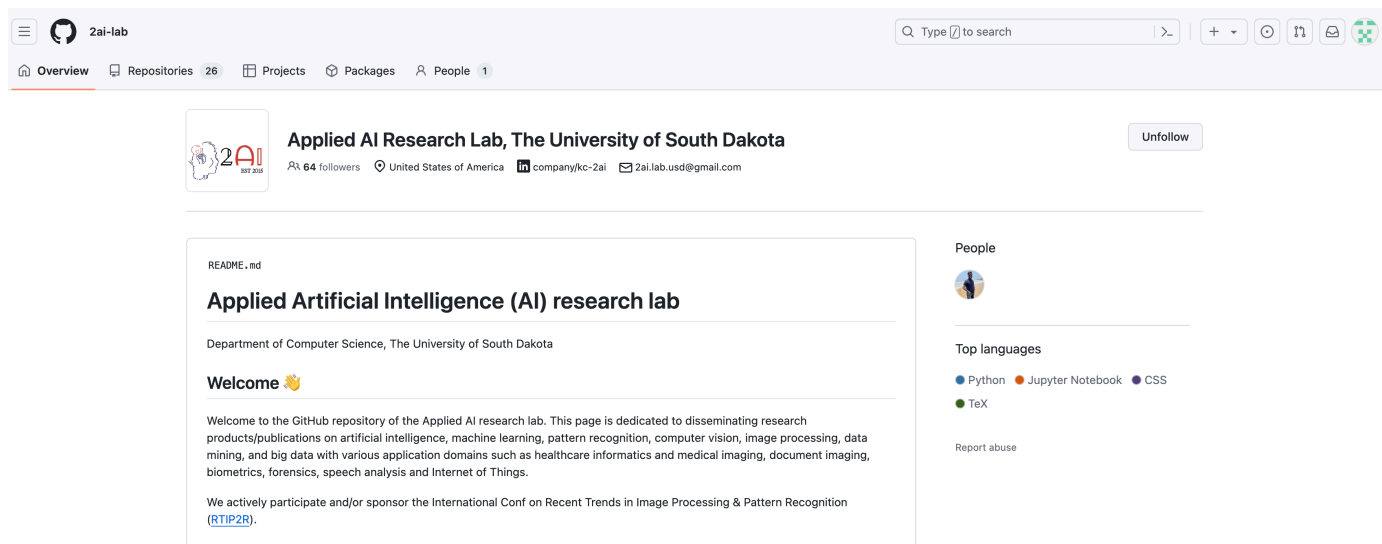 2ai-lab
Type / to search
Overview Repositories 26 Projects Packages People 1
2AI
EST 2015
Applied AI Research Lab, The University of South Dakota
64 followers United States of America company/kc-2ai 2ai.lab.usd@gmail.com
Unfollow
README.md
Applied Artificial Intelligence (AI) research lab
Department of Computer Science, The University of South Dakota
Welcome 👋
Welcome to the GitHub repository of the Applied AI research lab. This page is dedicated to disseminating research
products/publications on artificial intelligence, machine learning, pattern recognition, computer vision, image processing, data
mining, and big data with various application domains such as healthcare informatics and medical imaging, document imaging,
biometrics, forensics, speech analysis and Internet of Things.
We actively participate and/or sponsor the International Conf on Recent Trends in Image Processing & Pattern Recognition
(RTIP2R).
People
Top languages
Python Jupyter Notebook CSS
TeX
Report abuse